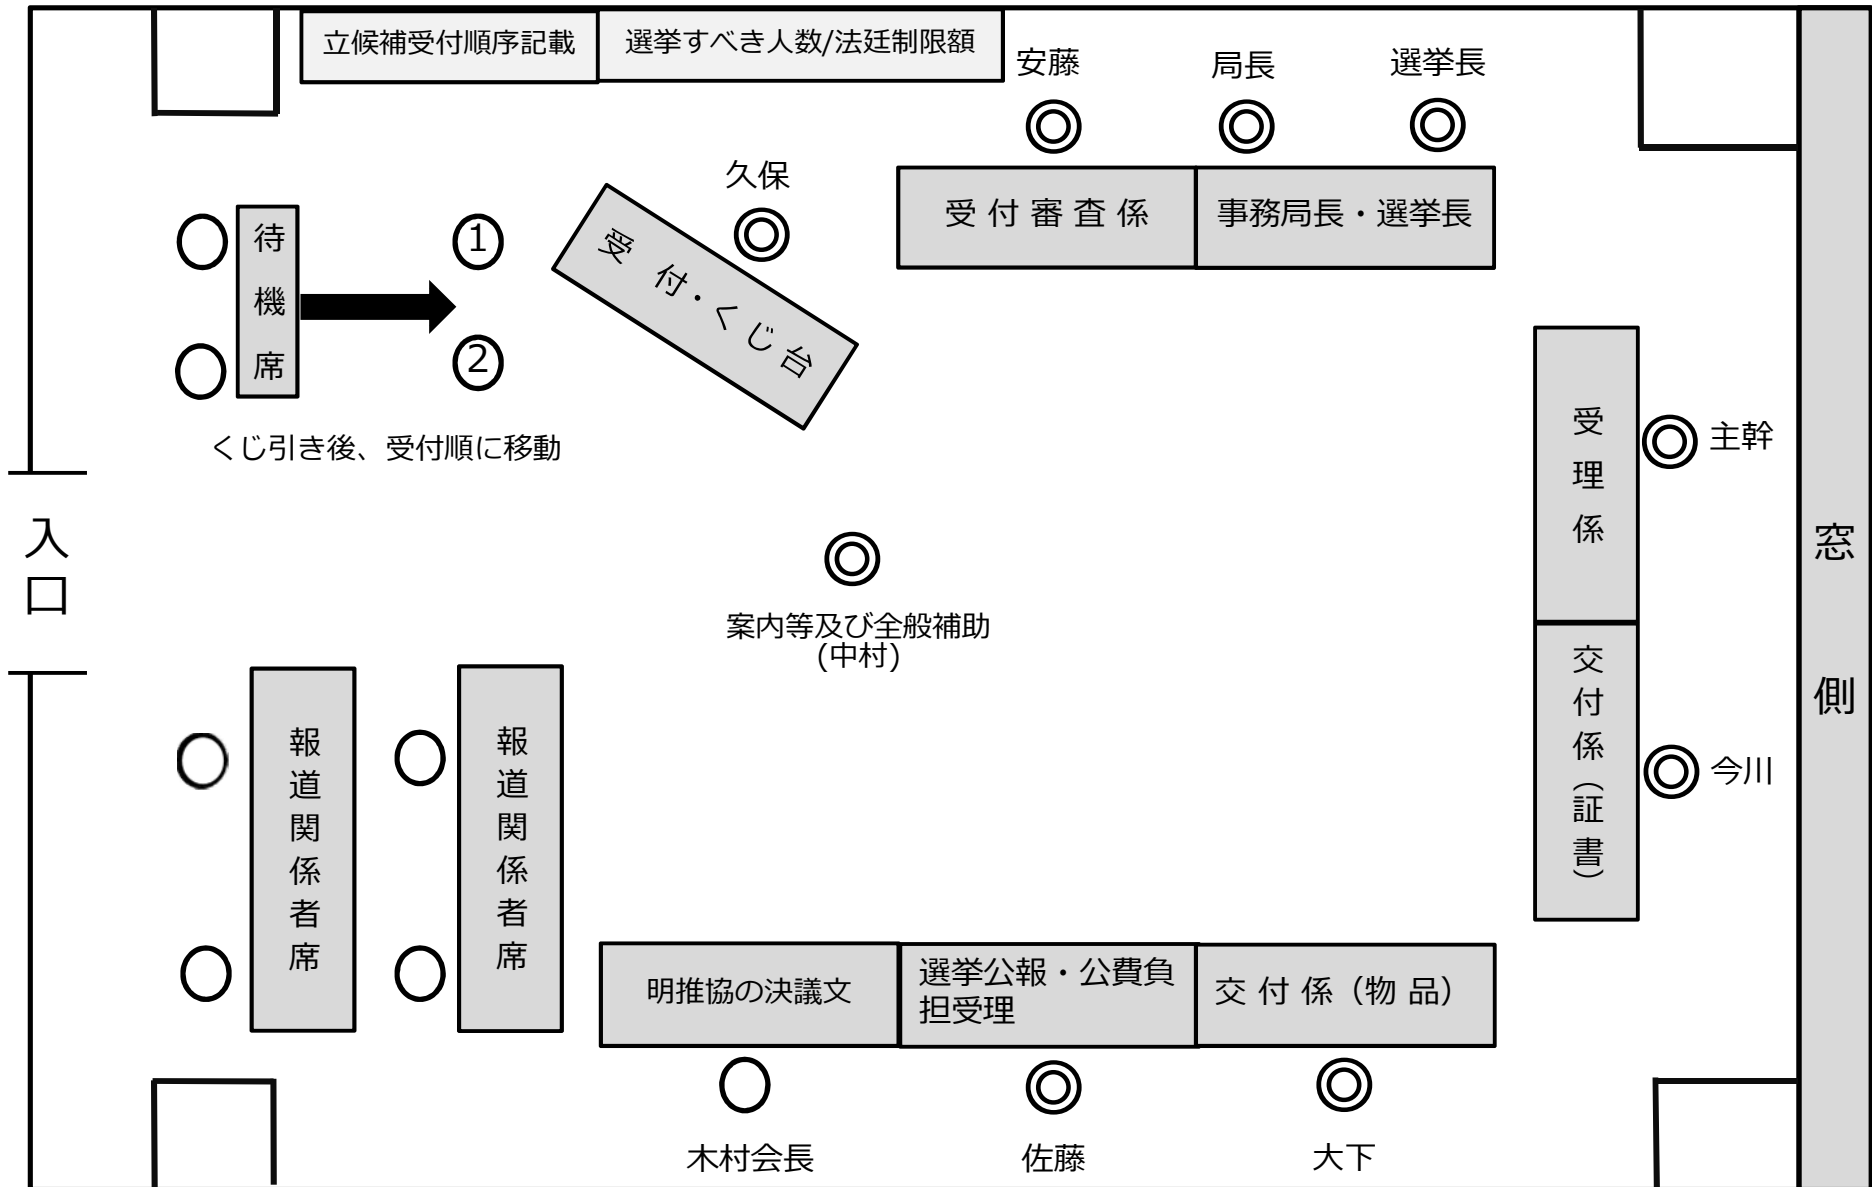 立候補受付順序記載
選挙すべき人数/法廷制限額
安藤
局長
選挙長
久保
受付審査係
事務局長・選挙長
待機席
①
②
受付・くじ台
くじ引き後、受付順に移動
受理係
主幹
入口
窓側
案内等及び全般補助
(中村)
交付係(証書)
今川
報道関係者席
報道関係者席
明推協の決議文
選挙公報・公費負
担受理
交付係(物品)
木村会長
佐藤
大下